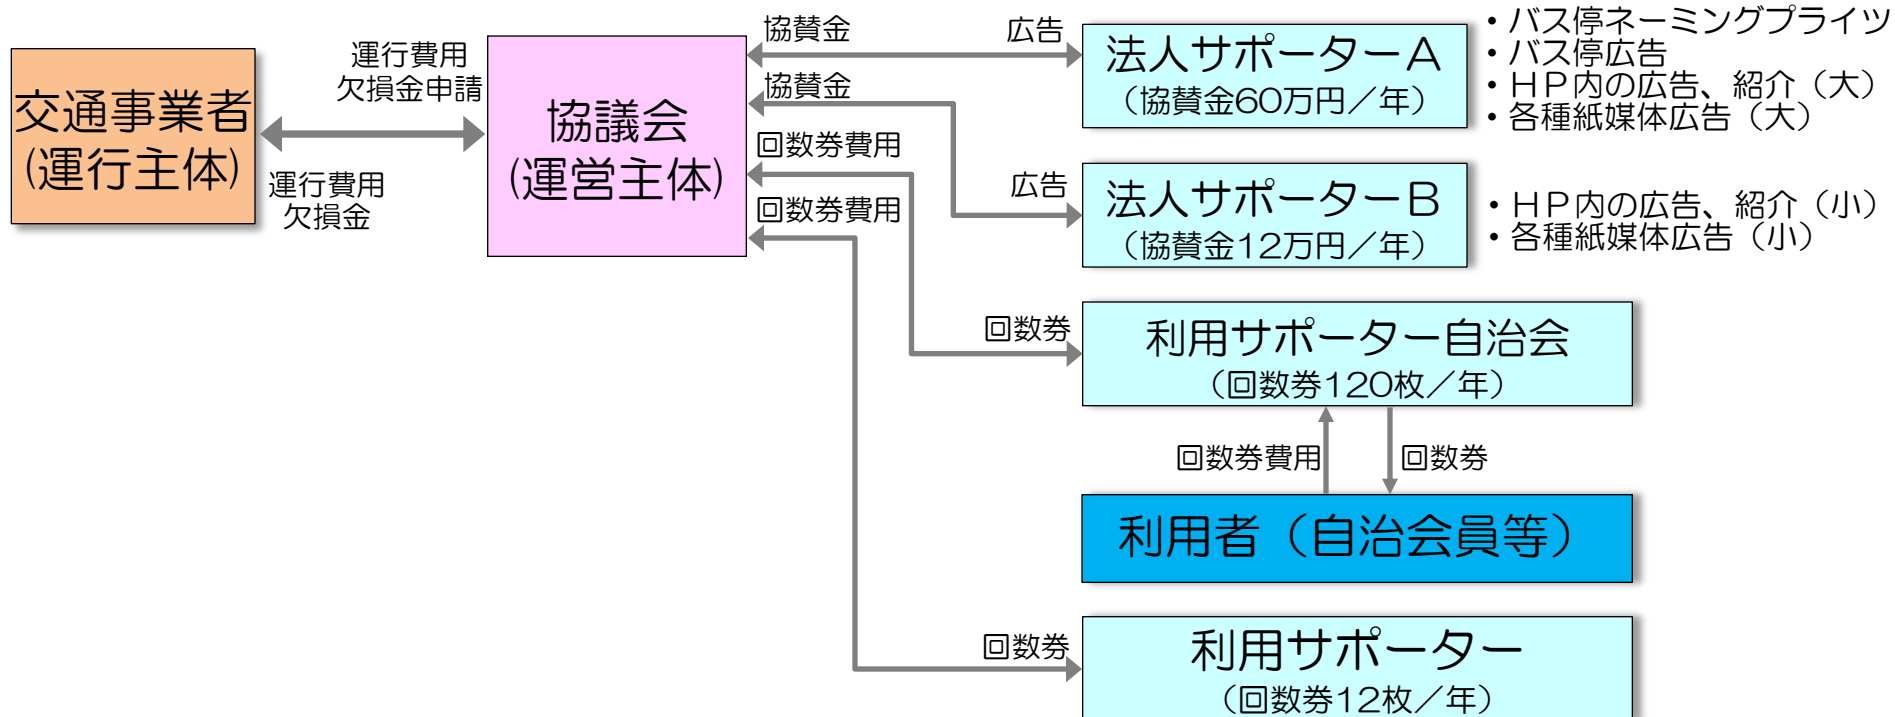 交通事業者
(運行主体)
運行費用
欠損金申請
運行費用
欠損金
協議会
(運営主体)
協賛金
広告
法人サポーターA
（協賛金60万円／年）
・バス停ネーミングプライツ
・バス停広告
・HP内の広告、紹介（大）
・各種紙媒体広告（大）
協賛金
広告
法人サポーターB
（協賛金12万円／年）
・HP内の広告、紹介（小）
・各種紙媒体広告（小）
回数券費用
回数券
利用サポーター自治会
（回数券120枚／年）
回数券費用
回数券
利用者（自治会員等）
回数券費用
回数券
利用サポーター
（回数券12枚／年）